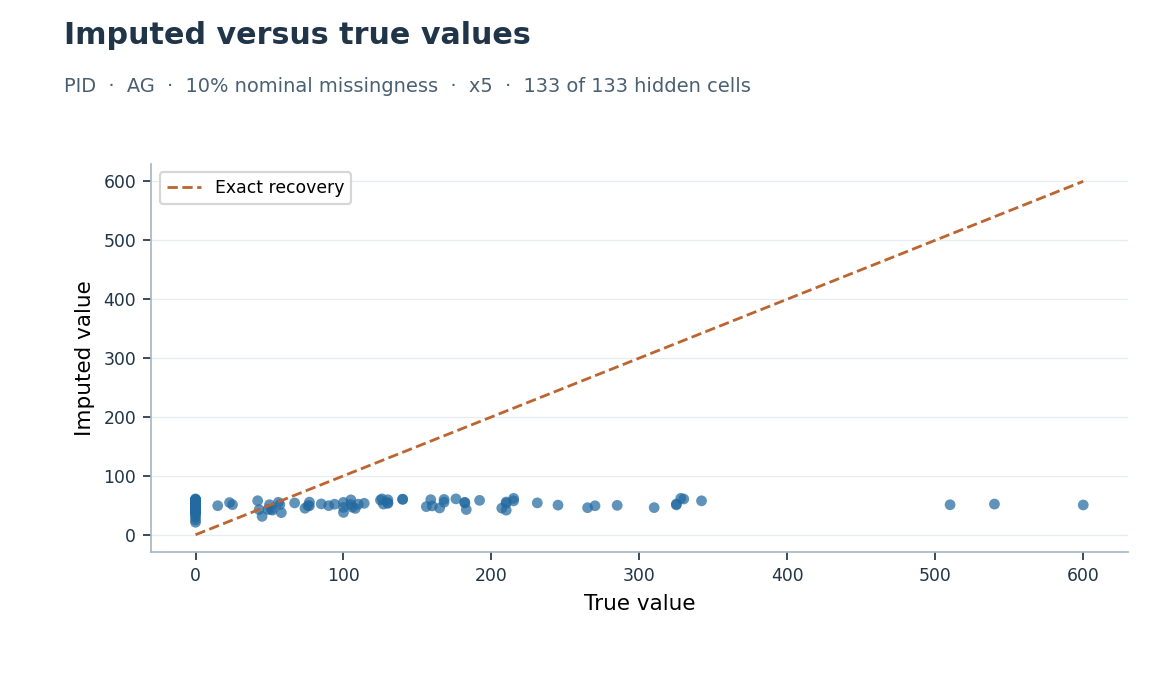 Imputed versus true values
PID · AG · 10% nominal missingness · x5 · 133 of 133 hidden cells
Exact recovery
600
500
400
300
200
100
0
Imputed value
0 100 200 300 400 500 600
True value